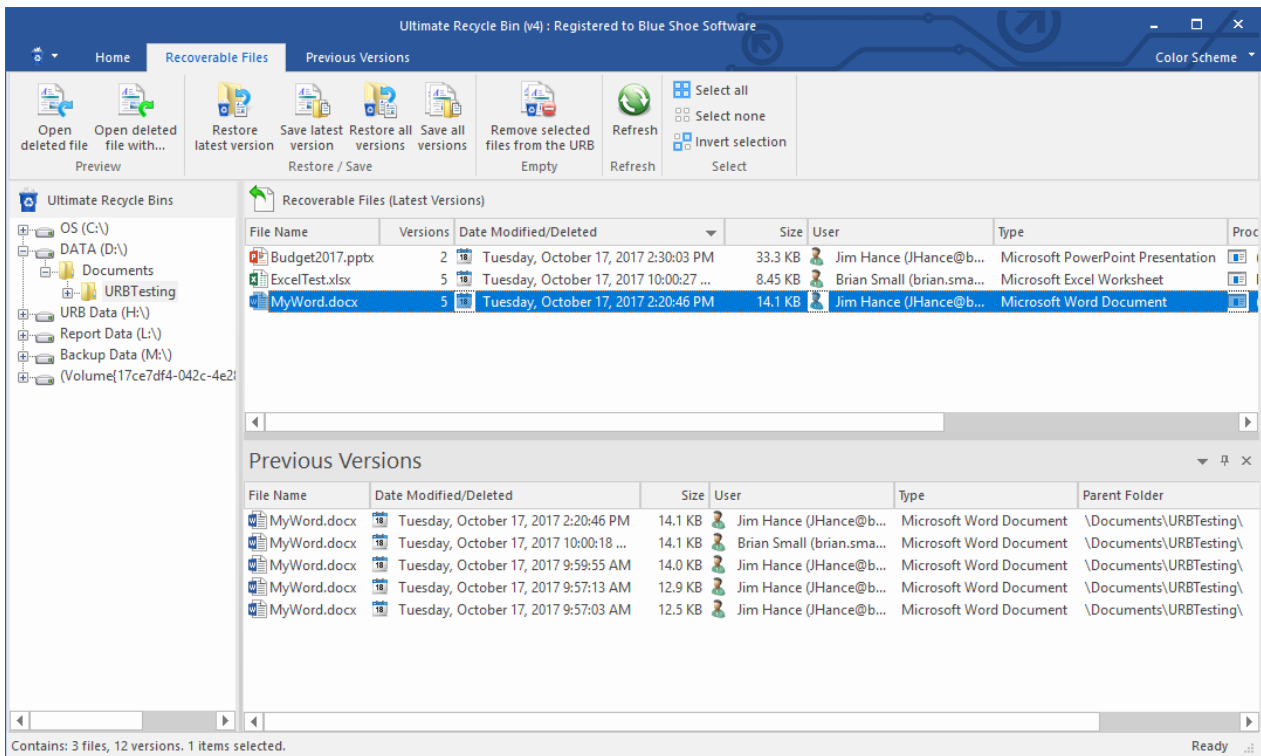 Ultimate Recycle Bin (v4) : Registered to Blue Shoe Software
Home Recoverable Files Previous Versions Color Scheme
Open deleted file
Open deleted file with...
Preview
Restore latest version
Save latest version
Restore all versions
Save all versions
Restore / Save
Remove selected files from the URB
Empty
Refresh
Refresh
Select all
Select none
Invert selection
Select
Ultimate Recycle Bins
OS (C:\)
DATA (D:\)
Documents
URBTesting
URB Data (H:\)
Report Data (L:\)
Backup Data (M:\)
(Volume{17ce7df4-042c-4e28
Recoverable Files (Latest Versions)
File Name Versions Date Modified/Deleted Size User Type Proc
Budget2017.pptx 2 Tuesday, October 17, 2017 2:30:03 PM 33.3 KB Jim Hance (JHance@b... Microsoft PowerPoint Presentation
ExcelTest.xlsx 5 Tuesday, October 17, 2017 10:00:27 ... 8.45 KB Brian Small (brian.sma... Microsoft Excel Worksheet
MyWord.docx 5 Tuesday, October 17, 2017 2:20:46 PM 14.1 KB Jim Hance (JHance@b... Microsoft Word Document
Previous Versions
File Name Date Modified/Deleted Size User Type Parent Folder
MyWord.docx Tuesday, October 17, 2017 2:20:46 PM 14.1 KB Jim Hance (JHance@b... Microsoft Word Document \Documents\URBTesting\
MyWord.docx Tuesday, October 17, 2017 10:00:18 ... 14.1 KB Brian Small (brian.sma... Microsoft Word Document \Documents\URBTesting\
MyWord.docx Tuesday, October 17, 2017 9:59:55 AM 14.0 KB Jim Hance (JHance@b... Microsoft Word Document \Documents\URBTesting\
MyWord.docx Tuesday, October 17, 2017 9:57:13 AM 12.9 KB Jim Hance (JHance@b... Microsoft Word Document \Documents\URBTesting\
MyWord.docx Tuesday, October 17, 2017 9:57:03 AM 12.5 KB Jim Hance (JHance@b... Microsoft Word Document \Documents\URBTesting\
Contains: 3 files, 12 versions. 1 items selected. Ready